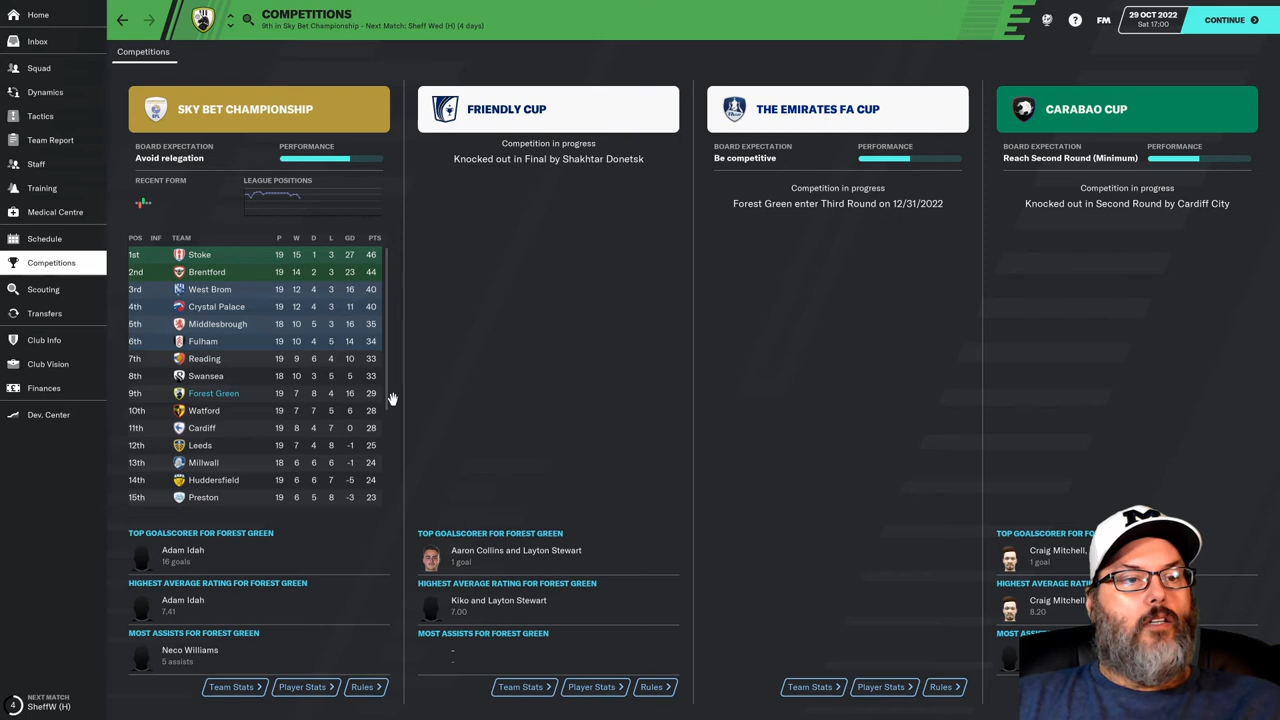 Home
Inbox
Squad
Dynamics
Tactics
Team Report
Staff
Training
Medical Centre
Schedule
Competitions
Scouting
Transfers
Club Info
Club Vision
Finances
Dev. Center
4
NEXT MATCH
SheffW (H)
COMPETITIONS
9th in Sky Bet Championship - Next Match: Sheff Wed (H) (4 days)
? FM
29 OCT 2022
Sat 17:00
CONTINUE
Competitions
SKY BET CHAMPIONSHIP
BOARD EXPECTATION PERFORMANCE
Avoid relegation
RECENT FORM LEAGUE POSITIONS
POS INF TEAM P W D L GD PTS
1st Stoke 19 15 1 3 27 46
2nd Brentford 19 14 2 3 23 44
3rd West Brom 19 12 4 3 16 40
4th Crystal Palace 19 12 4 3 11 40
5th Middlesbrough 18 10 5 3 16 35
6th Fulham 19 10 4 5 14 34
7th Reading 19 9 6 4 10 33
8th Swansea 18 10 3 5 5 33
9th Forest Green 19 7 8 4 16 29
10th Watford 19 7 7 5 6 28
11th Cardiff 19 8 4 7 0 28
12th Leeds 19 7 4 8 -1 25
13th Millwall 18 6 6 6 -1 24
14th Huddersfield 19 6 6 7 -5 24
15th Preston 19 6 5 8 -3 23
TOP GOALSCORER FOR FOREST GREEN
Adam Idah
16 goals
HIGHEST AVERAGE RATING FOR FOREST GREEN
Adam Idah
7.41
MOST ASSISTS FOR FOREST GREEN
Neco Williams
5 assists
Team Stats Player Stats Rules
FRIENDLY CUP
Competition in progress
Knocked out in Final by Shakhtar Donetsk
TOP GOALSCORER FOR FOREST GREEN
Aaron Collins and Layton Stewart
1 goal
HIGHEST AVERAGE RATING FOR FOREST GREEN
Kiko and Layton Stewart
7.00
MOST ASSISTS FOR FOREST GREEN
-
-
Team Stats Player Stats Rules
THE EMIRATES FA CUP
BOARD EXPECTATION PERFORMANCE
Be competitive
Competition in progress
Forest Green enter Third Round on 12/31/2022
Team Stats Player Stats Rules
CARABAO CUP
BOARD EXPECTATION PERFORMANCE
Reach Second Round (Minimum)
Competition in progress
Knocked out in Second Round by Cardiff City
TOP GOALSCORER FO
Craig Mitchell,
1 goal
HIGHEST AVERAGE RATI
Craig Mitchell
8.20
MOST ASS
Team Stats
M